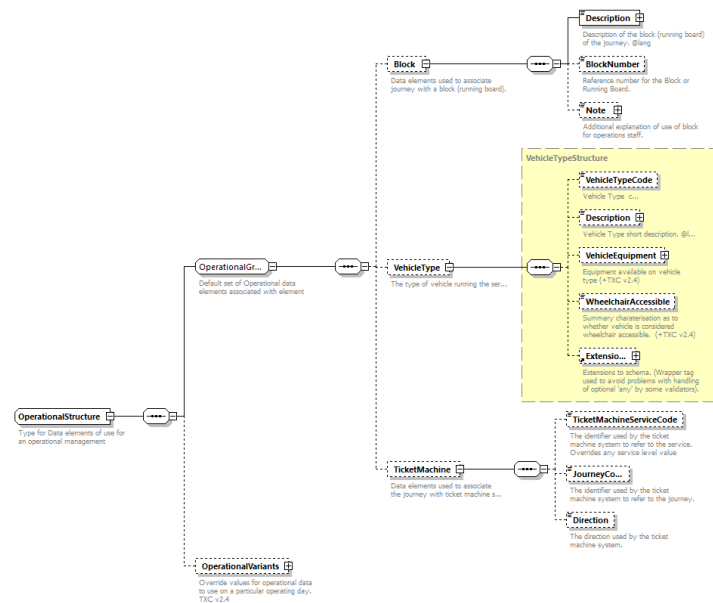 Description
Description of the block (running board)
of the journey. @lang
Block
Data elements used to associate
journey with a block (running board).
BlockNumber
Reference number for the Block or
Running Board.
Note
Additional explanation of use of block
for operations staff.
VehicleTypeStructure
VehicleTypeCode
Vehicle Type c...
Description
Vehicle Type short description. @l...
OperationalGr...
Default set of Operational data
elements associated with element
VehicleType
The type of vehicle running the ser...
VehicleEquipment
Equipment available on vehicle
type (+TXC v2.4)
WheelchairAccessible
Summary charaterisation as to
whether vehicle is considered
wheelchair accessible. (+TXC v2.4)
Extensio...
Extensions to schema. (Wrapper tag
used to avoid problems with handling
of optional 'any' by some validators).
OperationalStructure
Type for Data elements of use for
an operational management
TicketMachineServiceCode
The identifier used by the ticket
machine system to refer to the service.
Overrides any service level value
TicketMachine
Data elements used to associate
the journey with ticket machine s...
JourneyCo...
The identifier used by the ticket
machine system to refer to the journey.
Direction
The direction used by the ticket
machine system.
OperationalVariants
Override values for operational data
to use on a particular operating day.
TXC v2.4